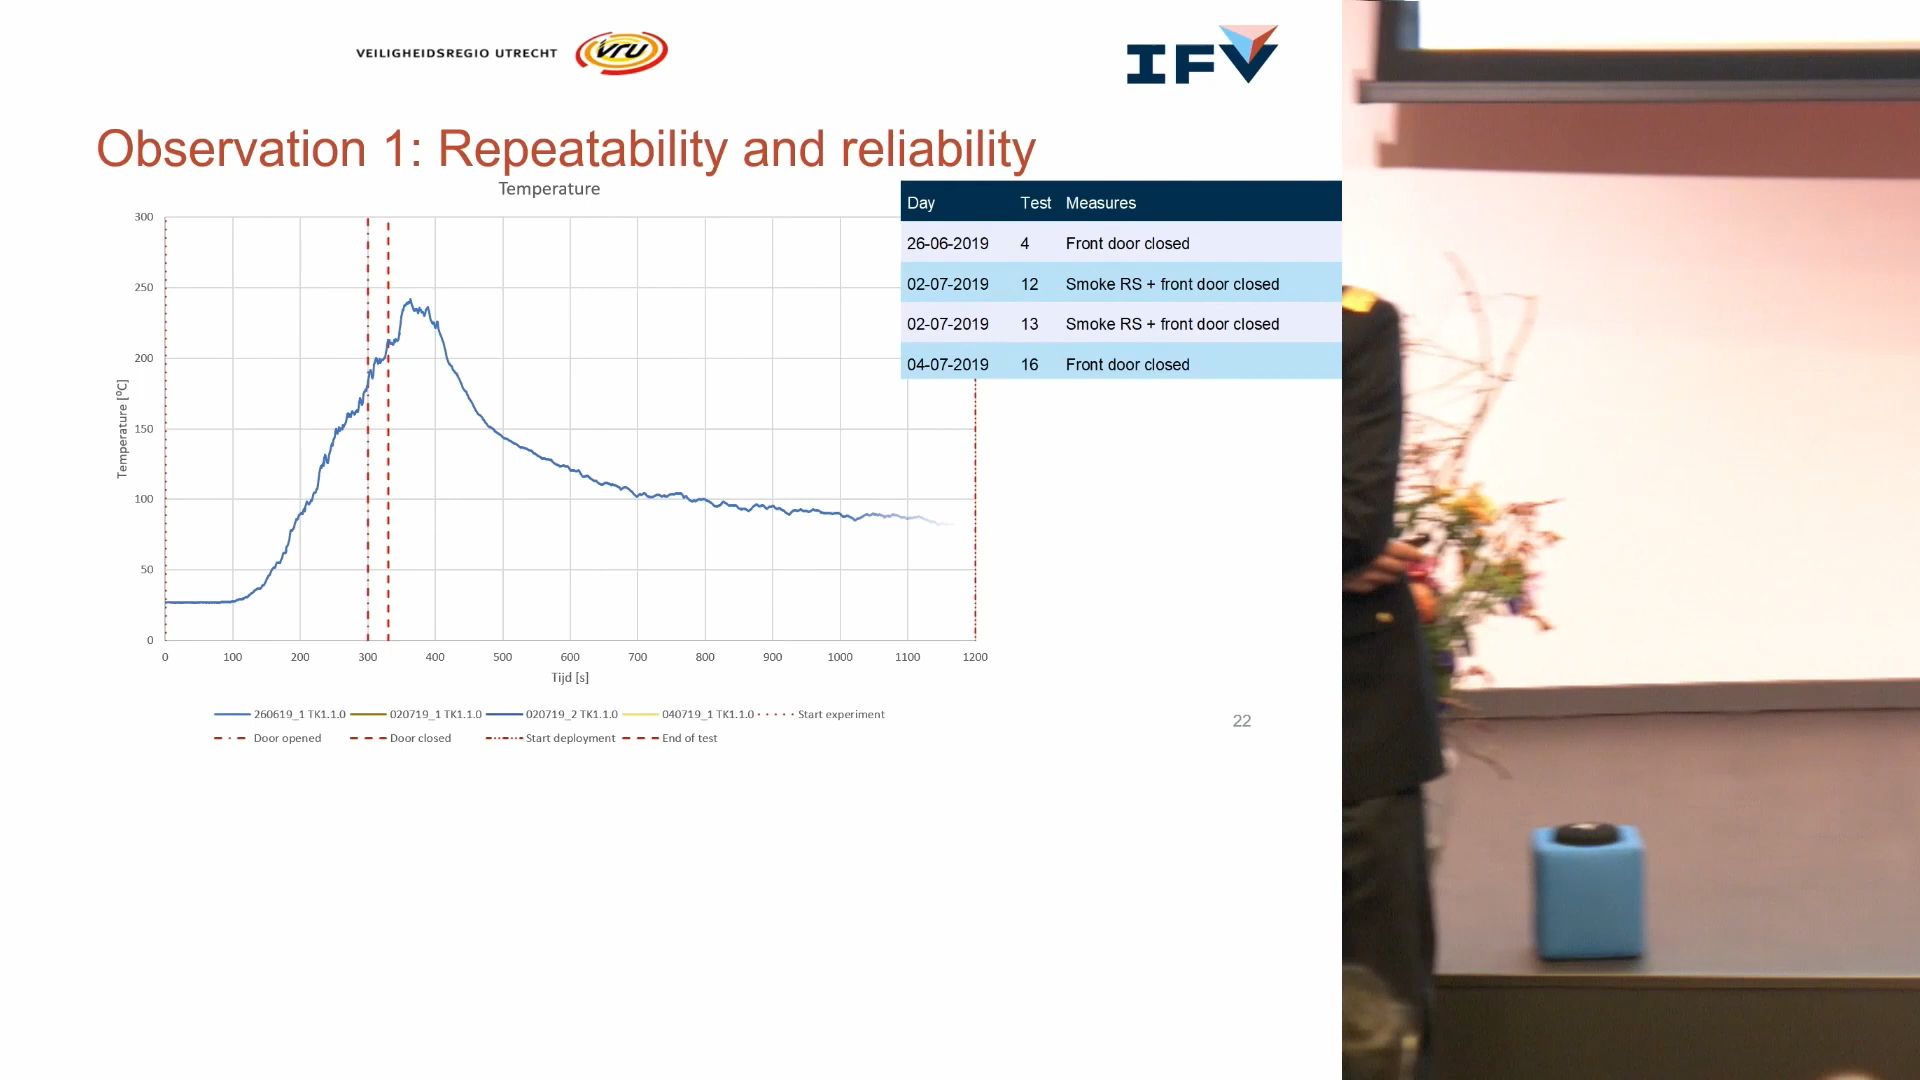 VEILIGHEIDSREGIO UTRECHT
vru
IFV
Observation 1: Repeatability and reliability
Temperature
Day Test Measures
26-06-2019 4 Front door closed
02-07-2019 12 Smoke RS + front door closed
02-07-2019 13 Smoke RS + front door closed
04-07-2019 16 Front door closed
300
250
200
150
100
50
0
Temperature [°C]
0 100 200 300 400 500 600 700 800 900 1000 1100 1200
Tijd [s]
260619_1 TK1.1.0 020719_1 TK1.1.0 020719_2 TK1.1.0 040719_1 TK1.1.0 Start experiment
Door opened Door closed Start deployment End of test
22